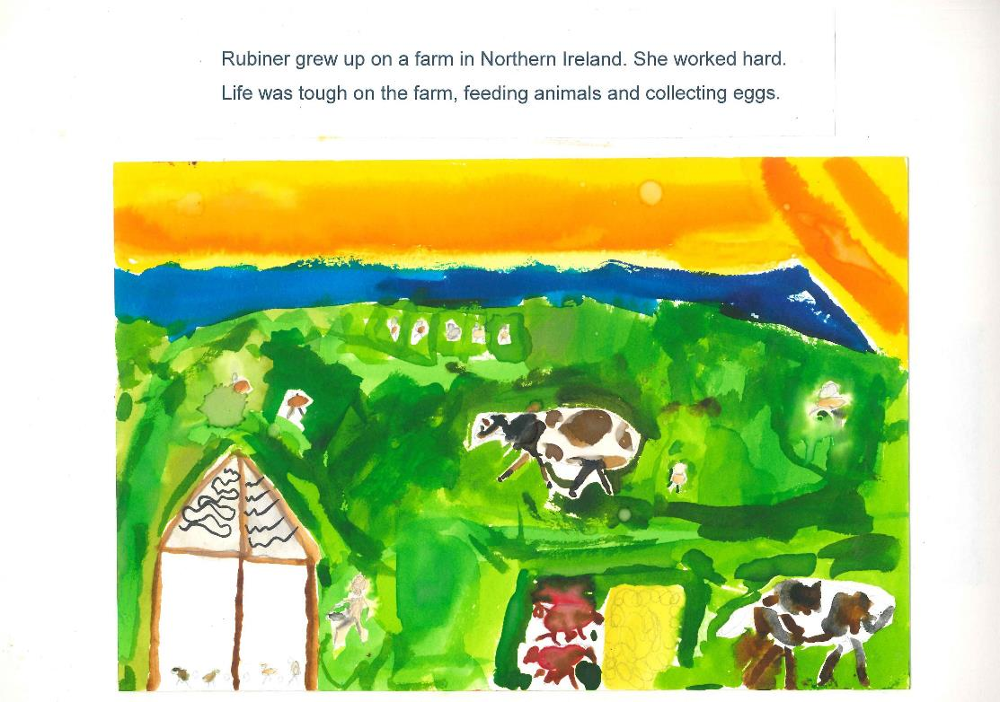 Rubiner grew up on a farm in Northern Ireland. She worked hard.
Life was tough on the farm, feeding animals and collecting eggs.